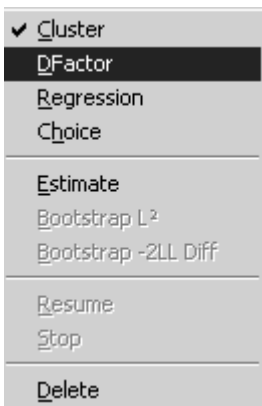 Cluster
DFactor
Regression
Choice
Estimate
Bootstrap L²
Bootstrap -2LL Diff
Resume
Stop
Delete